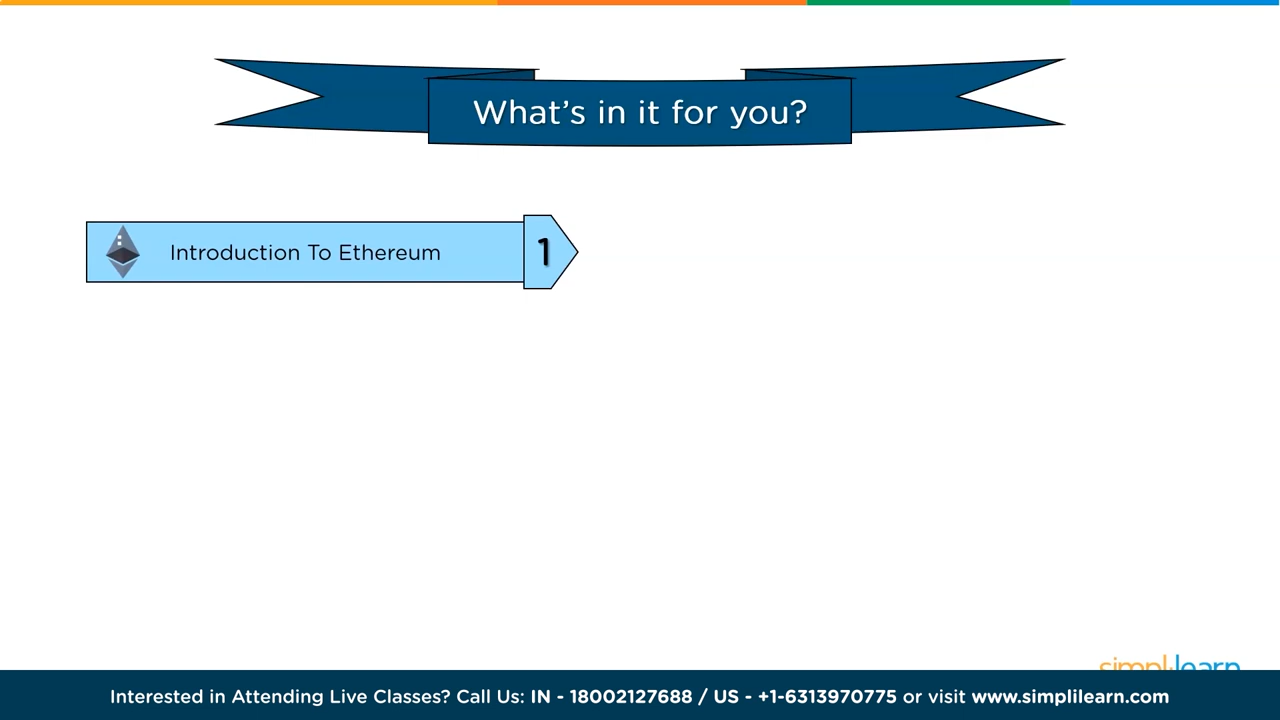 What's in it for you?
Introduction To Ethereum
1
simplilearn
Interested in Attending Live Classes? Call Us: IN - 18002127688 / US - +1-6313970775 or visit www.simplilearn.com